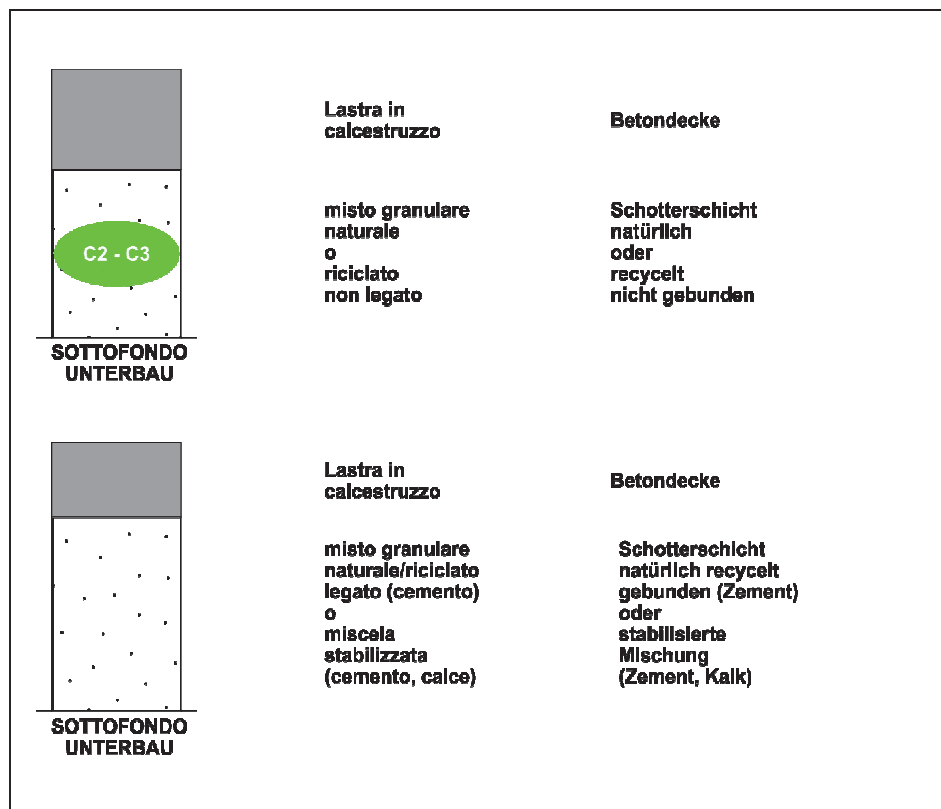 Lastra in
calcestruzzo
Betondecke
misto granulare
naturale
o
riciclato
non legato
Schotterschicht
natürlich
oder
recycelt
nicht gebunden
C2 - C3
SOTTOFONDO
UNTERBAU
Lastra in
calcestruzzo
Betondecke
misto granulare
naturale/riciclato
legato (cemento)
o
miscela
stabilizzata
(cemento, calce)
Schotterschicht
natürlich recycelt
gebunden (Zement)
oder
stabilisierte
Mischung
(Zement, Kalk)
SOTTOFONDO
UNTERBAU